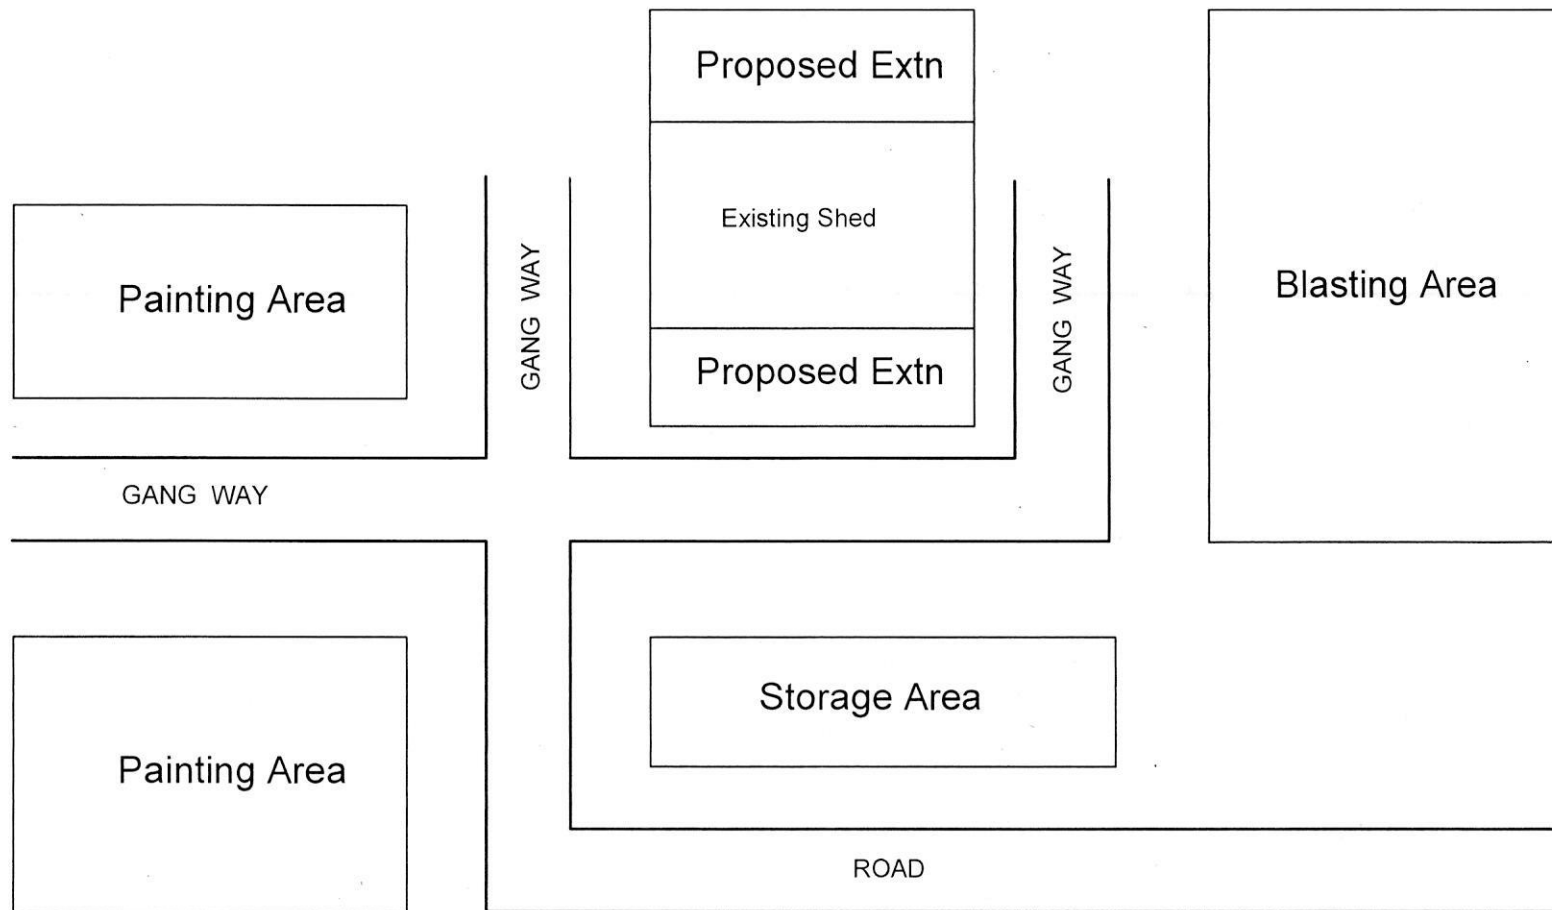 Proposed Extn
Existing Shed
Proposed Extn
GANG WAY
GANG WAY
Painting Area
Blasting Area
GANG WAY
Storage Area
Painting Area
ROAD